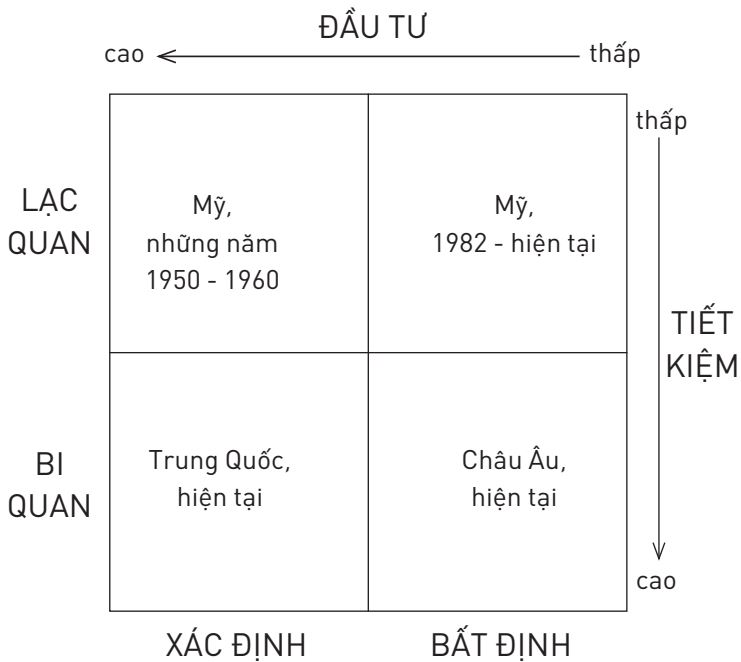 ĐẦU TƯ
cao
thấp
thấp
LẠC
QUAN
Mỹ,
những năm
1950 - 1960
Mỹ,
1982 - hiện tại
TIẾT
KIỆM
BI
QUAN
Trung Quốc,
hiện tại
Châu Âu,
hiện tại
cao
XÁC ĐỊNH
BẤT ĐỊNH